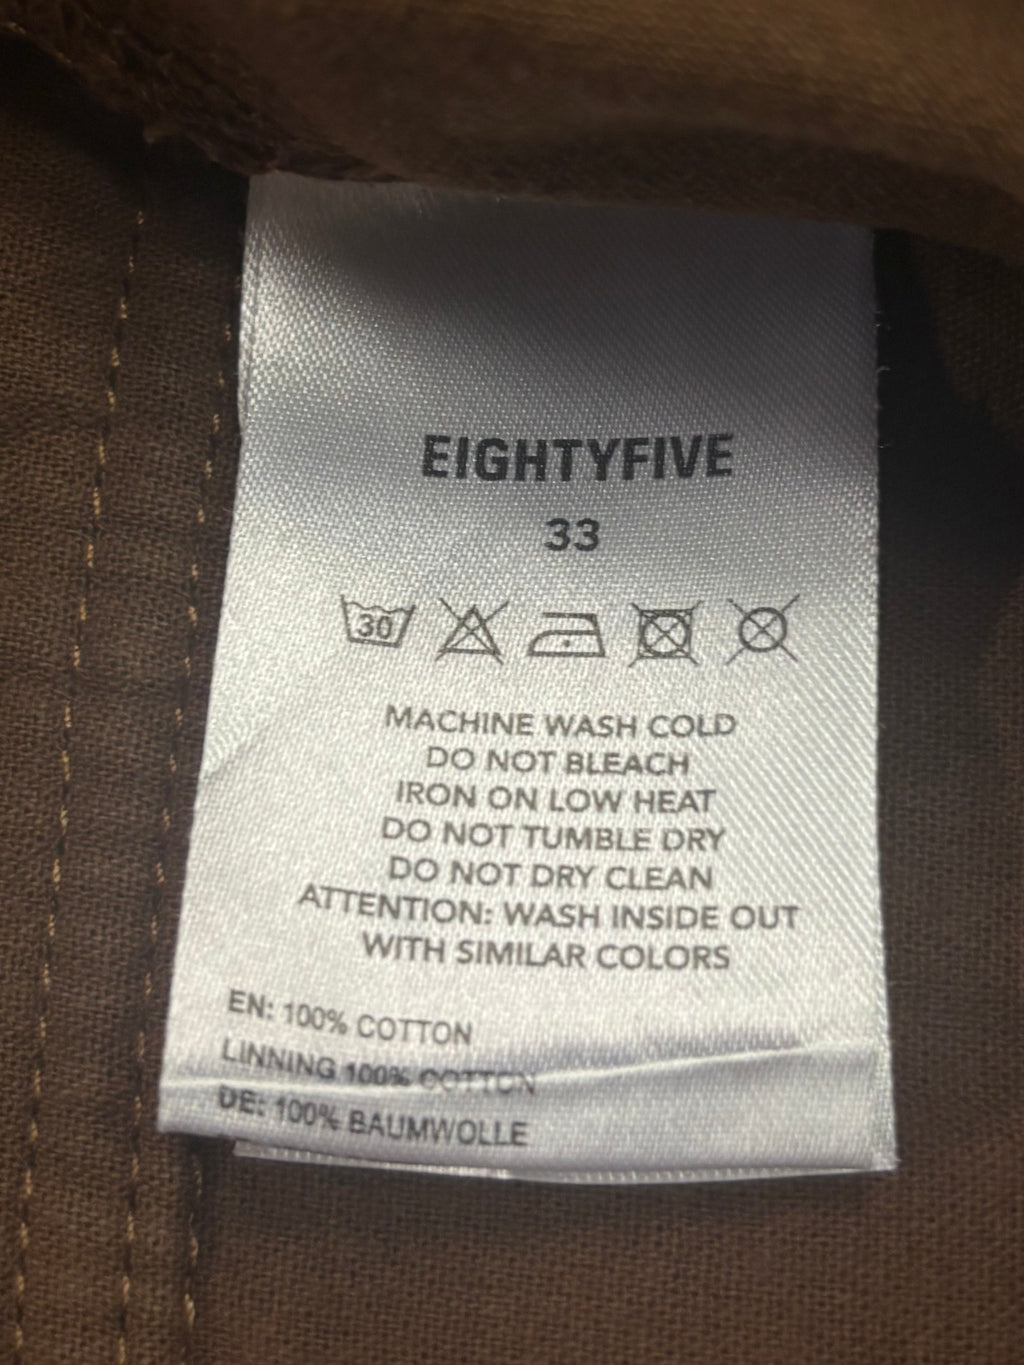 EIGHTYFIVE
33
30
MACHINE WASH COLD
DO NOT BLEACH
IRON ON LOW HEAT
DO NOT TUMBLE DRY
DO NOT DRY CLEAN
ATTENTION: WASH INSIDE OUT
WITH SIMILAR COLORS
EN: 100% COTTON
LINNING 100% COTTON
DE: 100% BAUMWOLLE